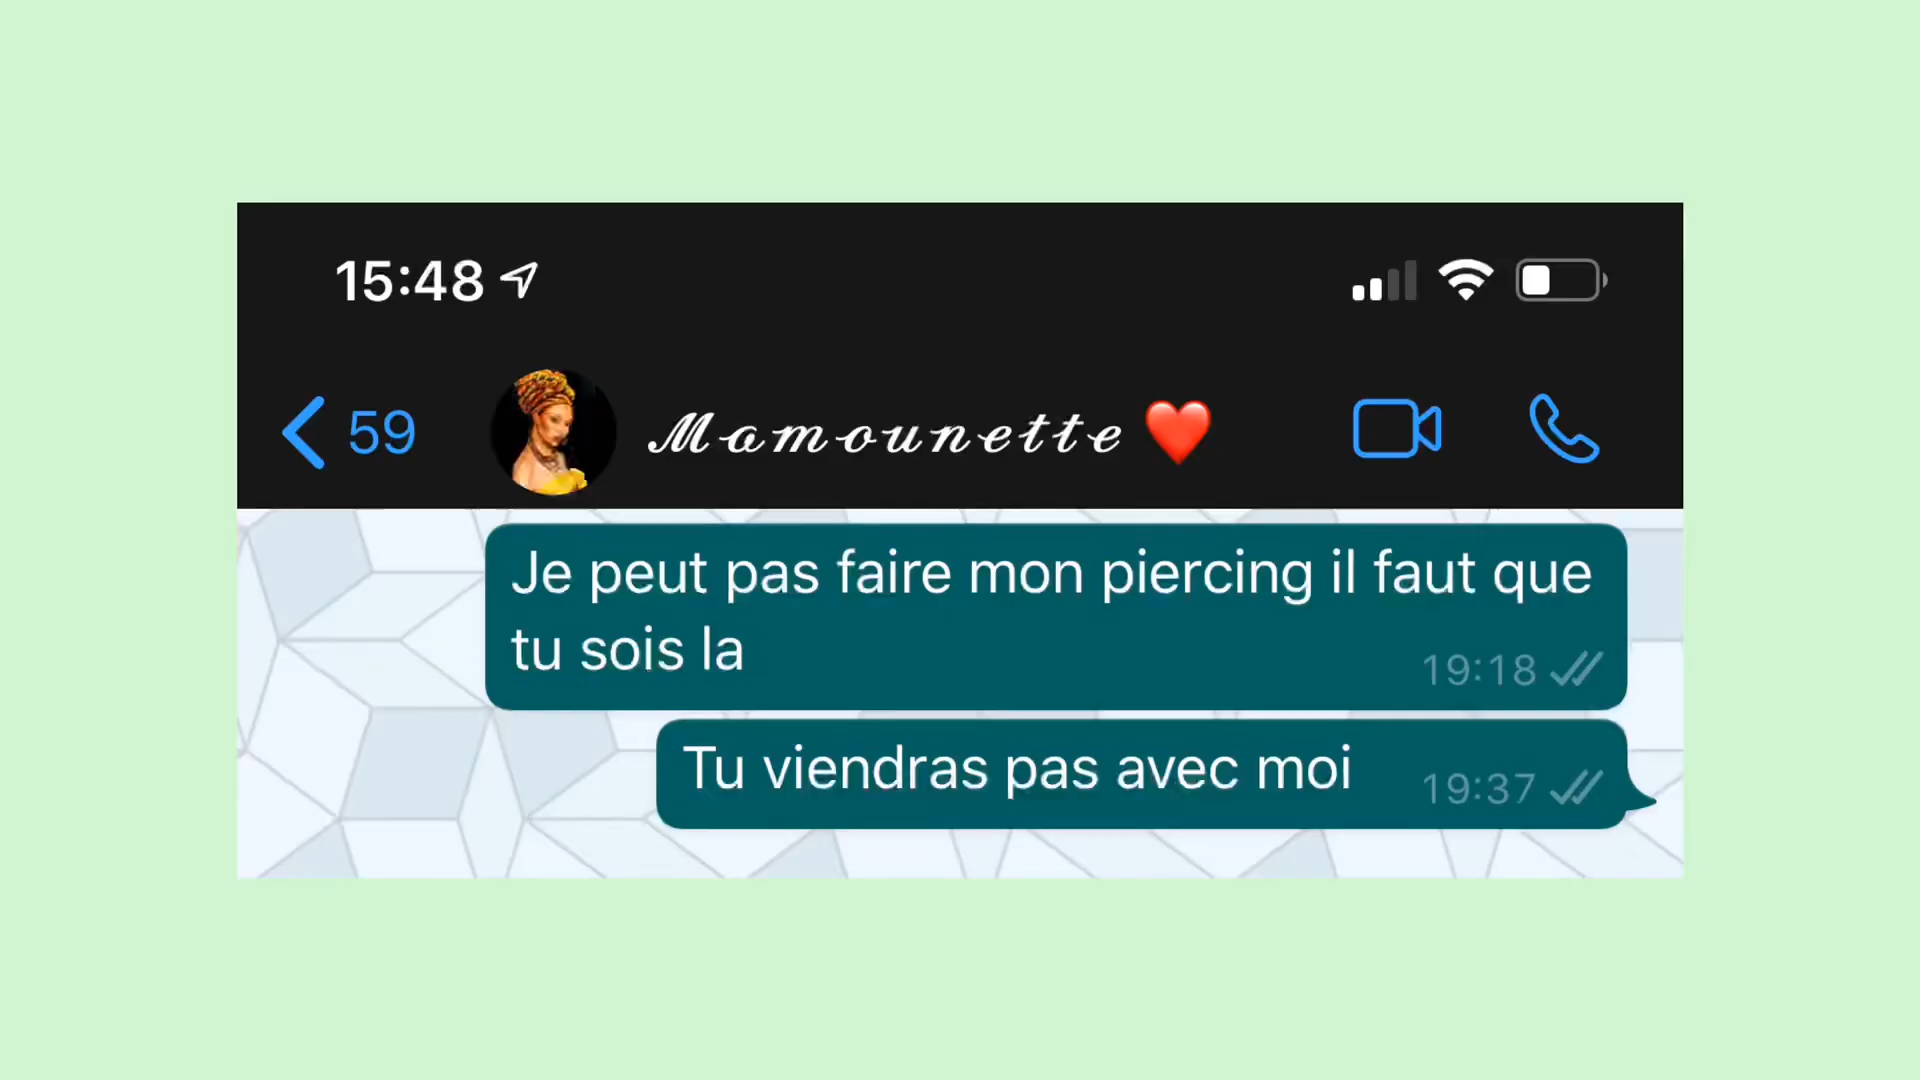 15:48
59 Mamounette ❤️
Je peut pas faire mon piercing il faut que
tu sois la
19:18
Tu viendras pas avec moi 19:37